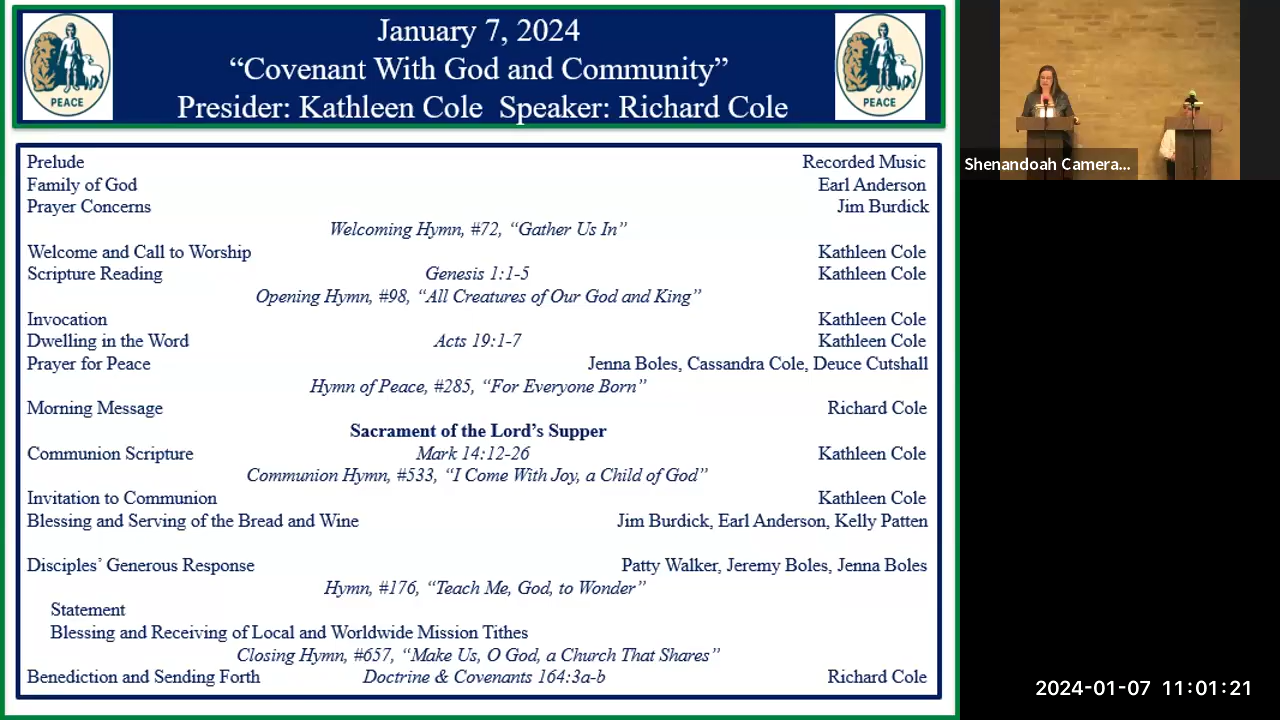 January 7, 2024
“Covenant With God and Community”
Presider: Kathleen Cole Speaker: Richard Cole
PEACE
PEACE
Prelude Recorded Music
Family of God Earl Anderson
Prayer Concerns Jim Burdick
Welcoming Hymn, #72, “Gather Us In”
Welcome and Call to Worship Kathleen Cole
Scripture Reading Genesis 1:1-5 Kathleen Cole
Opening Hymn, #98, “All Creatures of Our God and King”
Invocation Kathleen Cole
Dwelling in the Word Acts 19:1-7 Kathleen Cole
Prayer for Peace Jenna Boles, Cassandra Cole, Deuce Cutshall
Hymn of Peace, #285, “For Everyone Born”
Morning Message Richard Cole
Sacrament of the Lord’s Supper
Communion Scripture Mark 14:12-26 Kathleen Cole
Communion Hymn, #533, “I Come With Joy, a Child of God”
Invitation to Communion Kathleen Cole
Blessing and Serving of the Bread and Wine Jim Burdick, Earl Anderson, Kelly Patten
Disciples’ Generous Response Patty Walker, Jeremy Boles, Jenna Boles
Hymn, #176, “Teach Me, God, to Wonder”
Statement
Blessing and Receiving of Local and Worldwide Mission Tithes
Closing Hymn, #657, “Make Us, O God, a Church That Shares”
Benediction and Sending Forth Doctrine & Covenants 164:3a-b Richard Cole
Shenandoah Camera...
2024-01-07 11:01:21